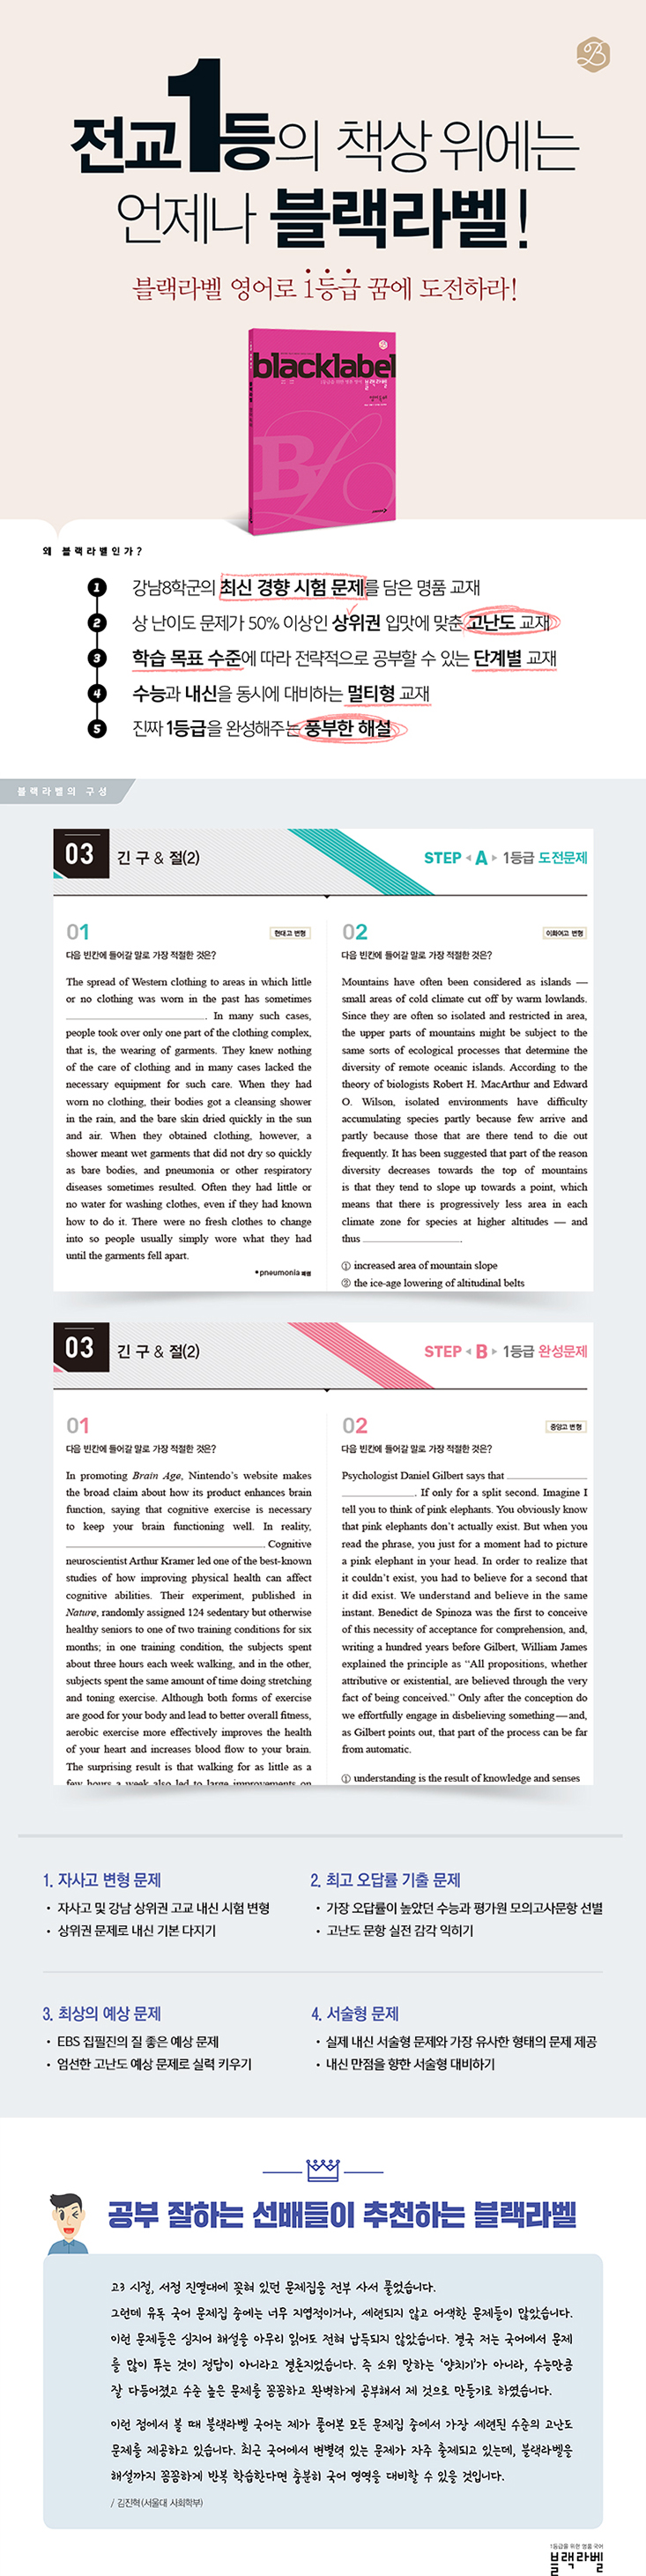 전교1등의 책상 위에는
언제나 블랙라벨!
블랙라벨 영어로 1등급 꿈에 도전하라!
blacklabel
1등급을 위한 명품 영어 블랙라벨
왜 블랙라벨인가?
1 강남8학군의 최신 경향 시험 문제를 담은 명품 교재
2 상 난이도 문제가 50% 이상인 상위권 입맛에 맞춘 고난도 교재
3 학습 목표 수준에 따라 전략적으로 공부할 수 있는 단계별 교재
4 수능과 내신을 동시에 대비하는 멀티형 교재
5 진짜 1등급을 완성해주는 풍부한 해설
블랙라벨의 구성
03 긴 구 & 절(2)
STEP A 1등급 도전문제
01 현대고 변형
다음 빈칸에 들어갈 말로 가장 적절한 것은?
The spread of Western clothing to areas in which little
or no clothing was worn in the past has sometimes
. In many such cases,
people took over only one part of the clothing complex,
that is, the wearing of garments. They knew nothing
of the care of clothing and in many cases lacked the
necessary equipment for such care. When they had
worn no clothing, their bodies got a cleansing shower
in the rain, and the bare skin dried quickly in the sun
and air. When they obtained clothing, however, a
shower meant wet garments that did not dry so quickly
as bare bodies, and pneumonia or other respiratory
diseases sometimes resulted. Often they had little or
no water for washing clothes, even if they had known
how to do it. There were no fresh clothes to change
into so people usually simply wore what they had
until the garments fell apart.
*pneumonia 폐렴
02 이화여고 변형
다음 빈칸에 들어갈 말로 가장 적절한 것은?
Mountains have often been considered as islands —
small areas of cold climate cut off by warm lowlands.
Since they are often so isolated and restricted in area,
the upper parts of mountains might be subject to the
same sorts of ecological processes that determine the
diversity of remote oceanic islands. According to the
theory of biologists Robert H. MacArthur and Edward
O. Wilson, isolated environments have difficulty
accumulating species partly because few arrive and
partly because those that are there tend to die out
frequently. It has been suggested that part of the reason
diversity decreases towards the top of mountains
is that they tend to slope up towards a point, which
means that there is progressively less area in each
climate zone for species at higher altitudes — and
thus .
① increased area of mountain slope
② the ice-age lowering of altitudinal belts
03 긴 구 & 절(2)
STEP B 1등급 완성문제
01
다음 빈칸에 들어갈 말로 가장 적절한 것은?
In promoting Brain Age, Nintendo's website makes
the broad claim about how its product enhances brain
function, saying that cognitive exercise is necessary
to keep your brain functioning well. In reality,
. Cognitive
neuroscientist Arthur Kramer led one of the best-known
studies of how improving physical health can affect
cognitive abilities. Their experiment, published in
Nature, randomly assigned 124 sedentary but otherwise
healthy seniors to one of two training conditions for six
months; in one training condition, the subjects spent
about three hours each week walking, and in the other,
subjects spent the same amount of time doing stretching
and toning exercise. Although both forms of exercise
are good for your body and lead to better overall fitness,
aerobic exercise more effectively improves the health
of your heart and increases blood flow to your brain.
The surprising result is that walking for as little as a
few hours a week also led to large improvements on
02 중앙고 변형
다음 빈칸에 들어갈 말로 가장 적절한 것은?
Psychologist Daniel Gilbert says that
. If only for a split second. Imagine I
tell you to think of pink elephants. You obviously know
that pink elephants don't actually exist. But when you
read the phrase, you just for a moment had to picture
a pink elephant in your head. In order to realize that
it couldn't exist, you had to believe for a second that
it did exist. We understand and believe in the same
instant. Benedict de Spinoza was the first to conceive
of this necessity of acceptance for comprehension, and,
writing a hundred years before Gilbert, William James
explained the principle as “All propositions, whether
attributive or existential, are believed through the very
fact of being conceived.” Only after the conception do
we effortfully engage in disbelieving something—and,
as Gilbert points out, that part of the process can be far
from automatic.
① understanding is the result of knowledge and senses
1. 자사고 변형 문제
• 자사고 및 강남 상위권 고교 내신 시험 변형
• 상위권 문제로 내신 기본 다지기
2. 최고 오답률 기출 문제
• 가장 오답률이 높았던 수능과 평가원 모의고사문항 선별
• 고난도 문항 실전 감각 익히기
3. 최상의 예상 문제
• EBS 집필진의 질 좋은 예상 문제
• 엄선한 고난도 예상 문제로 실력 키우기
4. 서술형 문제
• 실제 내신 서술형 문제와 가장 유사한 형태의 문제 제공
• 내신 만점을 향한 서술형 대비하기
공부 잘하는 선배들이 추천하는 블랙라벨
고3 시절, 서점 진열대에 꽂혀 있던 문제집을 전부 사서 풀었습니다.
그런데 유독 국어 문제집 중에는 너무 지엽적이거나, 세련되지 않고 어색한 문제들이 많았습니다.
이런 문제들은 심지어 해설을 아무리 읽어도 전혀 납득되지 않았습니다. 결국 저는 국어에서 문제
를 많이 푸는 것이 정답이 아니라고 결론지었습니다. 즉 소위 말하는 '양치기'가 아니라, 수능만큼
잘 다듬어졌고 수준 높은 문제를 꼼꼼하고 완벽하게 공부해서 제 것으로 만들기로 하였습니다.
이런 점에서 볼 때 블랙라벨 국어는 제가 풀어본 모든 문제집 중에서 가장 세련된 수준의 고난도
문제를 제공하고 있습니다. 최근 국어에서 변별력 있는 문제가 자주 출제되고 있는데, 블랙라벨을
해설까지 꼼꼼하게 반복 학습한다면 충분히 국어 영역을 대비할 수 있을 것입니다.
/ 김진혁(서울대 사회학부)
1등급을 위한 명품 국어
블랙라벨